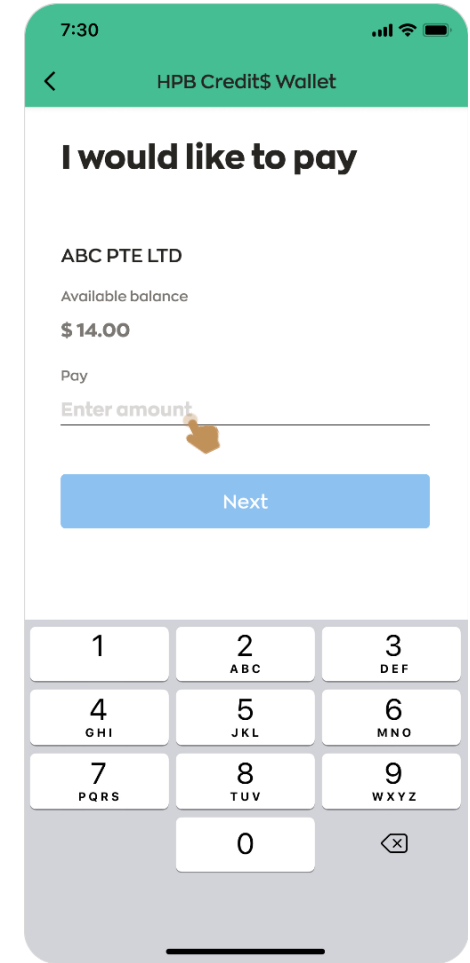 7:30
HPB Credit$ Wallet
I would like to pay
ABC PTE LTD
Available balance
$ 14.00
Pay
Enter amount
Next
1
2
ABC
3
DEF
4
GHI
5
JKL
6
MNO
7
PQRS
8
TUV
9
WXYZ
0